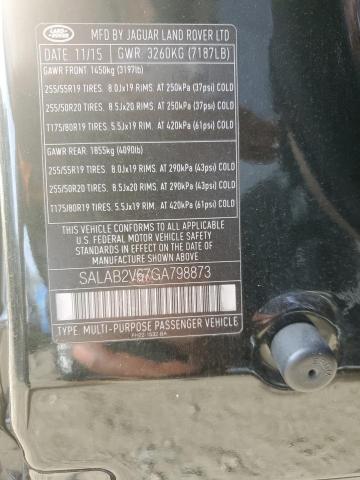 LAND ROVER
MFD BY JAGUAR LAND ROVER LTD
DATE 11/15 GWR: 3260KG (7187LB)
GAWR FRONT 1450kg (3197lb)
255/55R19 TIRES. 8.0Jx19 RIMS. AT 250kPa (37psi) COLD
255/50R20 TIRES. 8.5Jx20 RIMS. AT 250kPa (37psi) COLD
T175/80R19 TIRES. 5.5Jx19 RIMS. AT 420kPa (61psi) COLD
GAWR REAR 1855kg (4090lb)
255/55R19 TIRES. 8.0Jx19 RIMS. AT 290kPa (43psi) COLD
255/50R20 TIRES. 8.5Jx20 RIMS. AT 290kPa (43psi) COLD
T175/80R19 TIRES. 5.5Jx19 RIMS. AT 420kPa (61psi) COLD
THIS VEHICLE CONFORMS TO ALL APPLICABLE
U.S. FEDERAL MOTOR VEHICLE
SAFETY STANDARDS IN EFFECT
ON THE DATE OF MANUFACTURE SHOWN ABOVE
SALAB2V67GA798873
TYPE: MULTI-PURPOSE PASSENGER VEHICLE